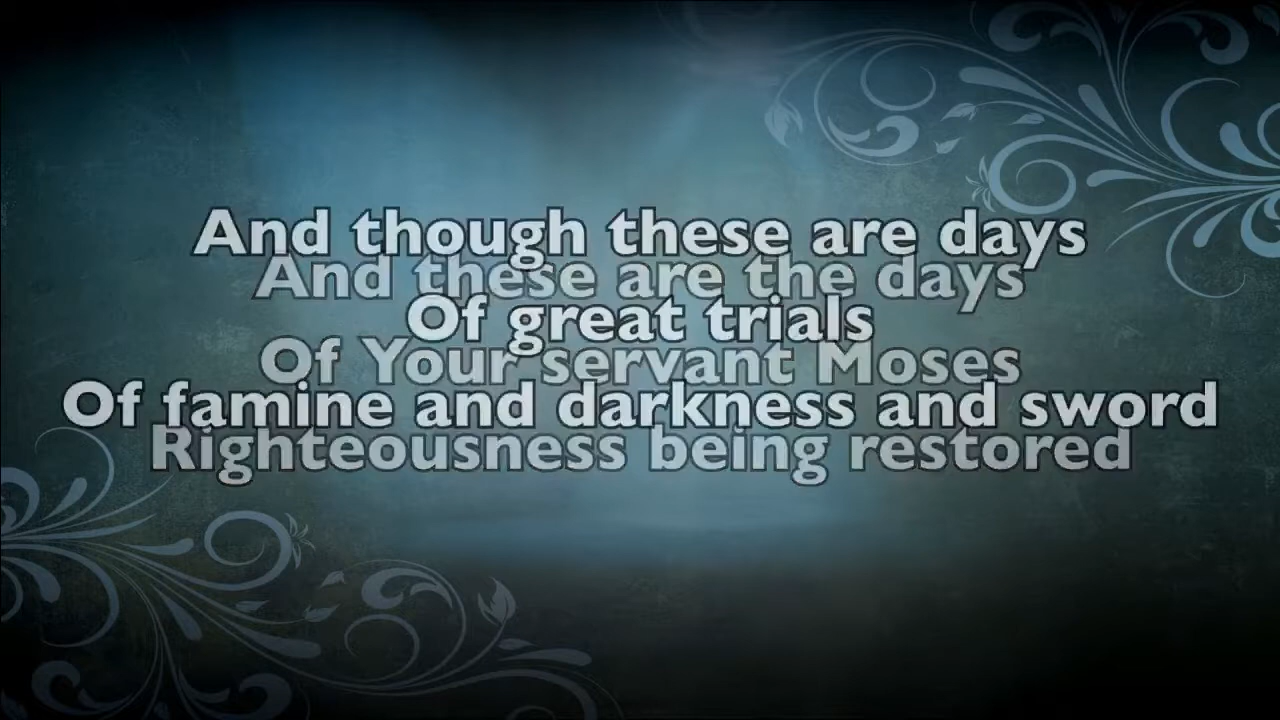 And though these are days
And these are the days
Of great trials
Of Your servant Moses
Of famine and darkness and sword
Righteousness being restored